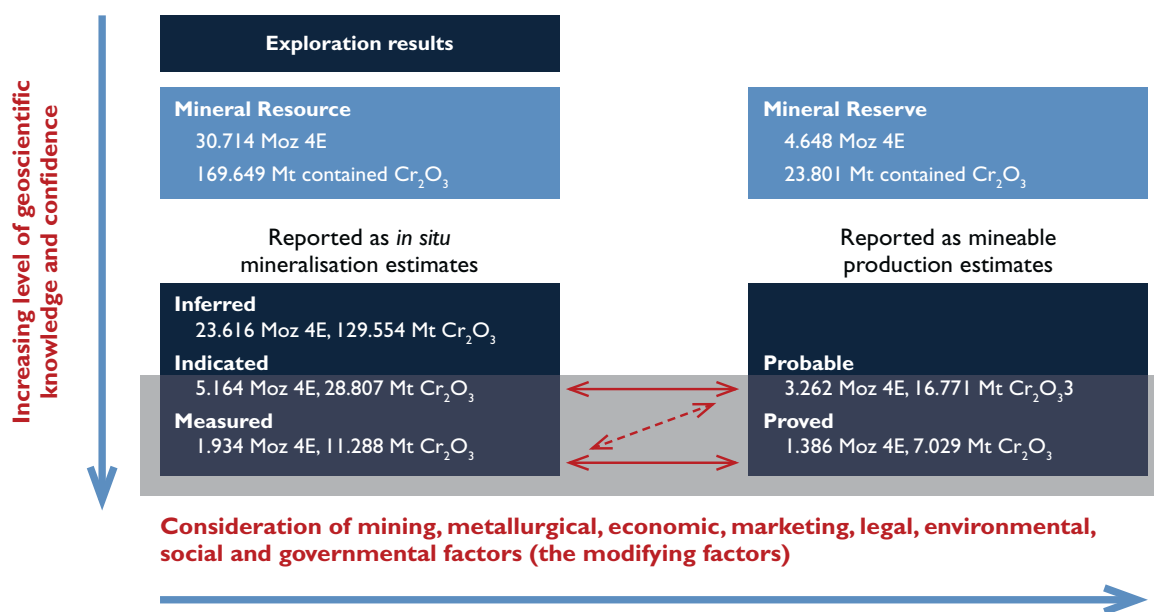 Increasing level of geoscientific
knowledge and confidence
Exploration results
Mineral Resource
30.714 Moz 4E
169.649 Mt contained Cr₂O₃
Mineral Reserve
4.648 Moz 4E
23.801 Mt contained Cr₂O₃
Reported as in situ
mineralisation estimates
Reported as mineable
production estimates
Inferred
23.616 Moz 4E, 129.554 Mt Cr₂O₃
Indicated
5.164 Moz 4E, 28.807 Mt Cr₂O₃
Measured
1.934 Moz 4E, 11.288 Mt Cr₂O₃
Probable
3.262 Moz 4E, 16.771 Mt Cr₂O₃3
Proved
1.386 Moz 4E, 7.029 Mt Cr₂O₃
Consideration of mining, metallurgical, economic, marketing, legal, environmental,
social and governmental factors (the modifying factors)